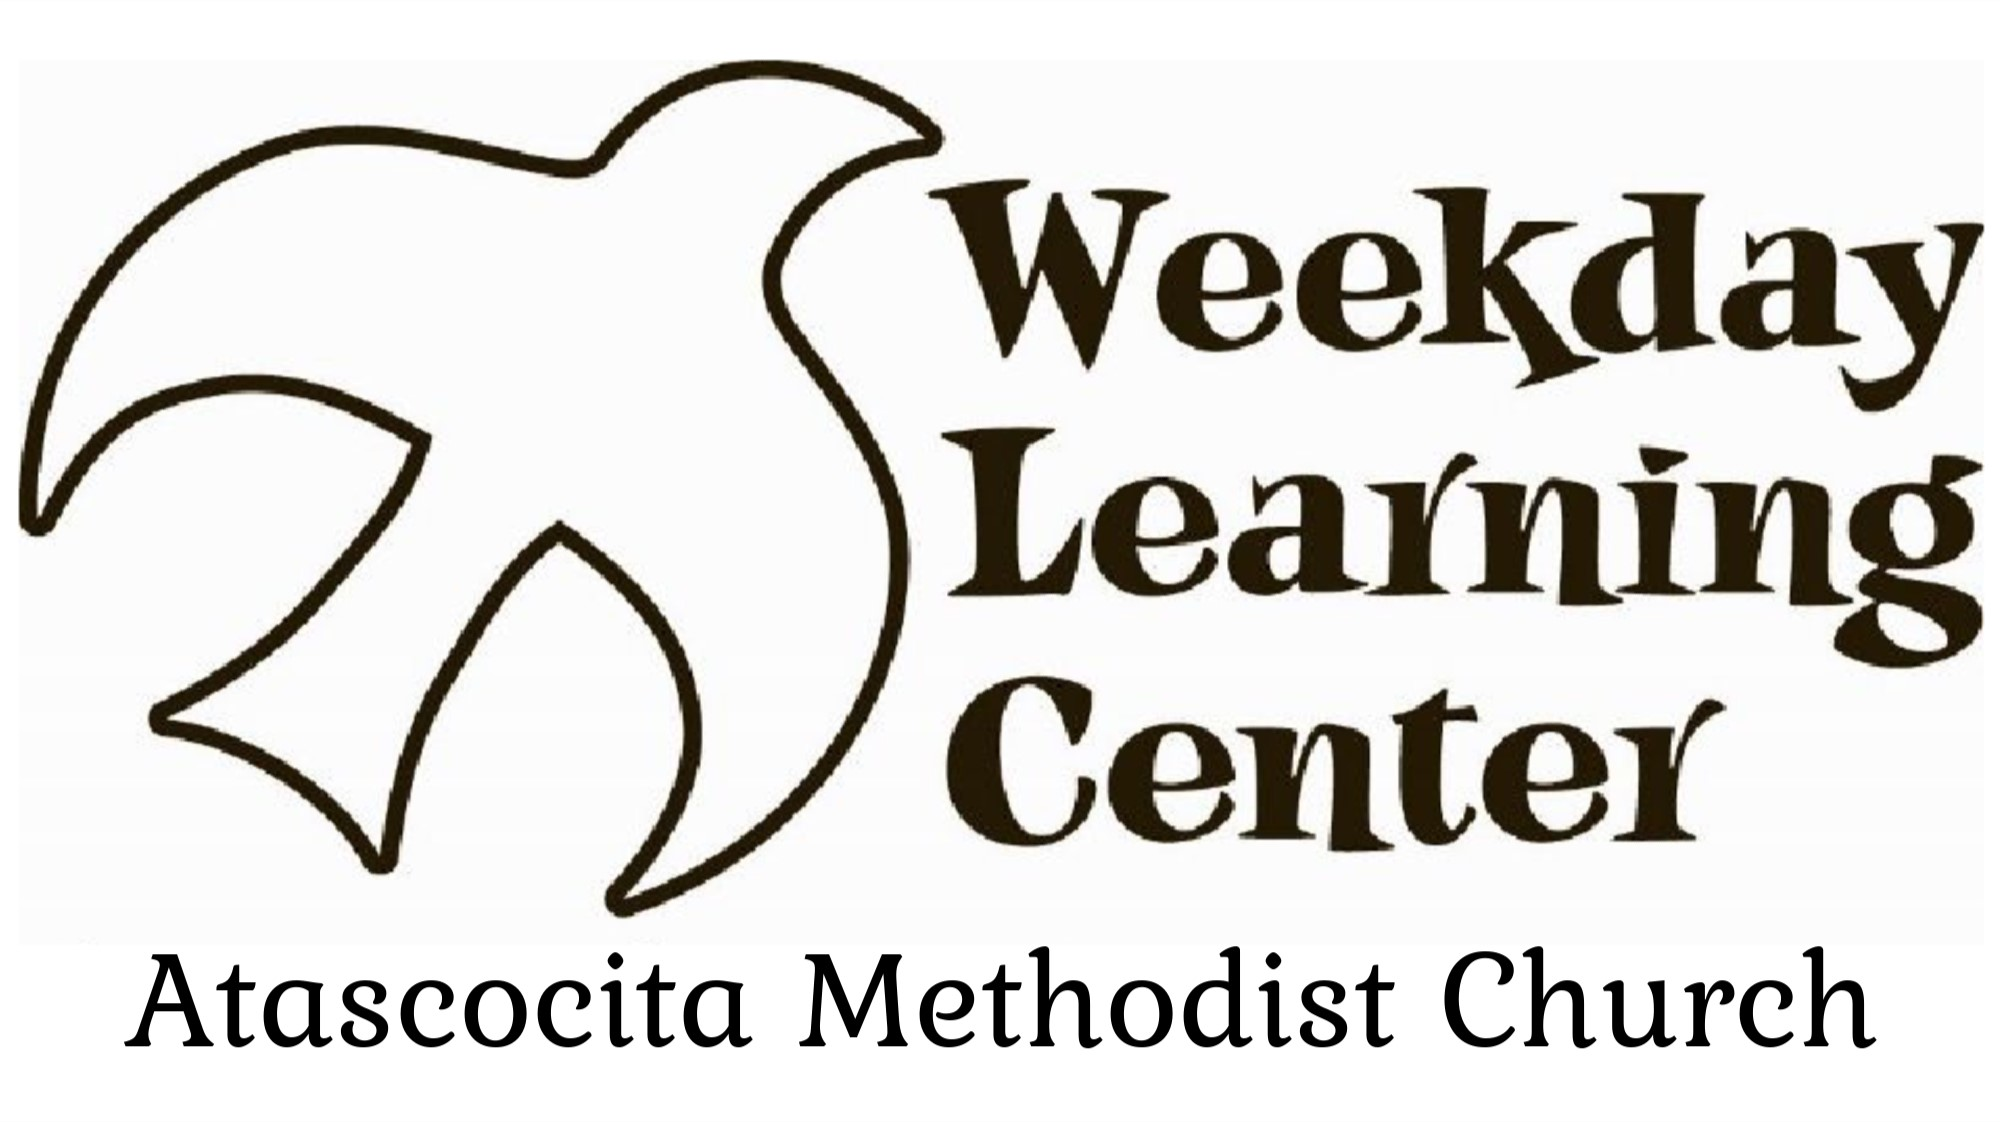 Weekday
Learning
Center
Atascocita Methodist Church